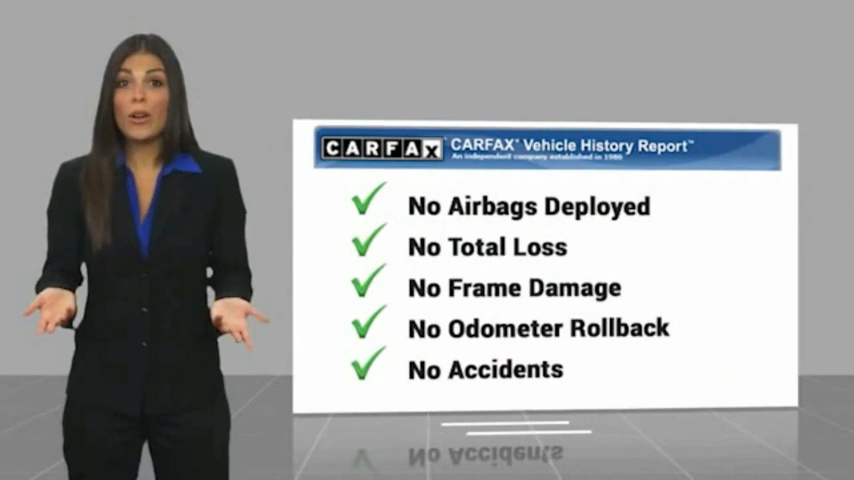 CARFAX CARFAX® Vehicle History Report™
An independent company established in 1986
No Airbags Deployed
No Total Loss
No Frame Damage
No Odometer Rollback
No Accidents
No Accidents